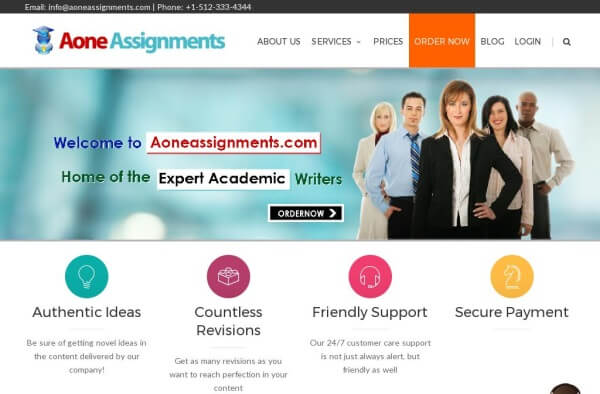 Email: info@aoneassignments.com | Phone: +1-512-333-4344
Aone Assignments
ABOUT US SERVICES PRICES ORDER NOW BLOG LOGIN
Welcome to Aoneassignments.com
Home of the Expert Academic Writers
ORDERNOW
Authentic Ideas
Be sure of getting novel ideas in
the content delivered by our
company!
Countless
Revisions
Get as many revisions as you
want to reach perfection in your
content
Friendly Support
Our 24/7 customer care support
is not just always alert, but
friendly as well
Secure Payment